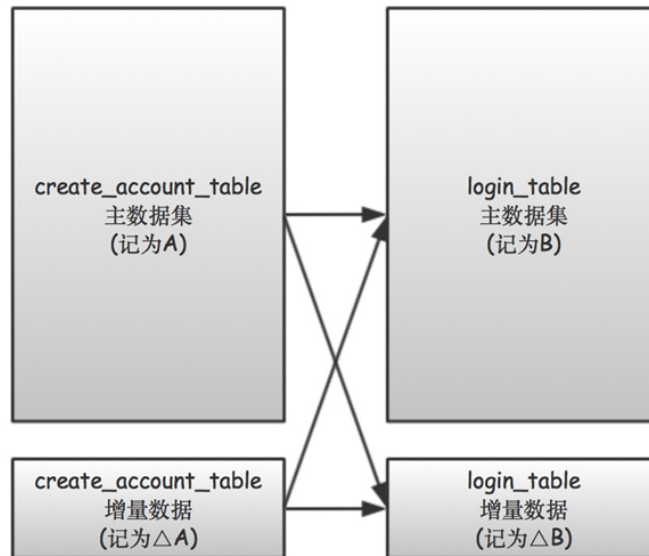 create_account_table
主数据集
(记为A)
login_table
主数据集
(记为B)
create_account_table
增量数据
(记为△A)
login_table
增量数据
(记为△B)